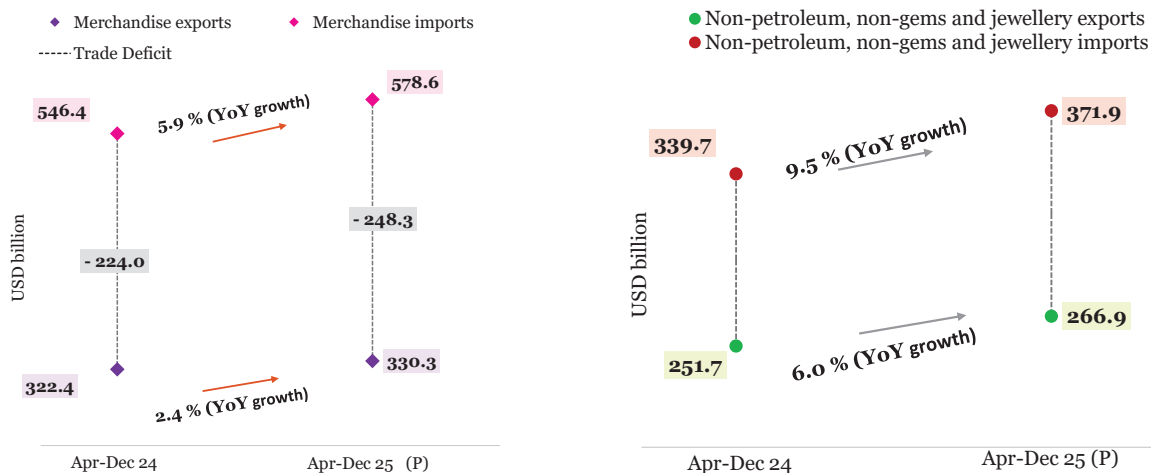 Merchandise exports
Merchandise imports
Trade Deficit
USD billion
546.4
5.9 % (YoY growth)
578.6
- 224.0
- 248.3
322.4
2.4 % (YoY growth)
330.3
Apr-Dec 24
Apr-Dec 25 (P)
Non-petroleum, non-gems and jewellery exports
Non-petroleum, non-gems and jewellery imports
USD billion
339.7
9.5 % (YoY growth)
371.9
251.7
6.0 % (YoY growth)
266.9
Apr-Dec 24
Apr-Dec 25 (P)